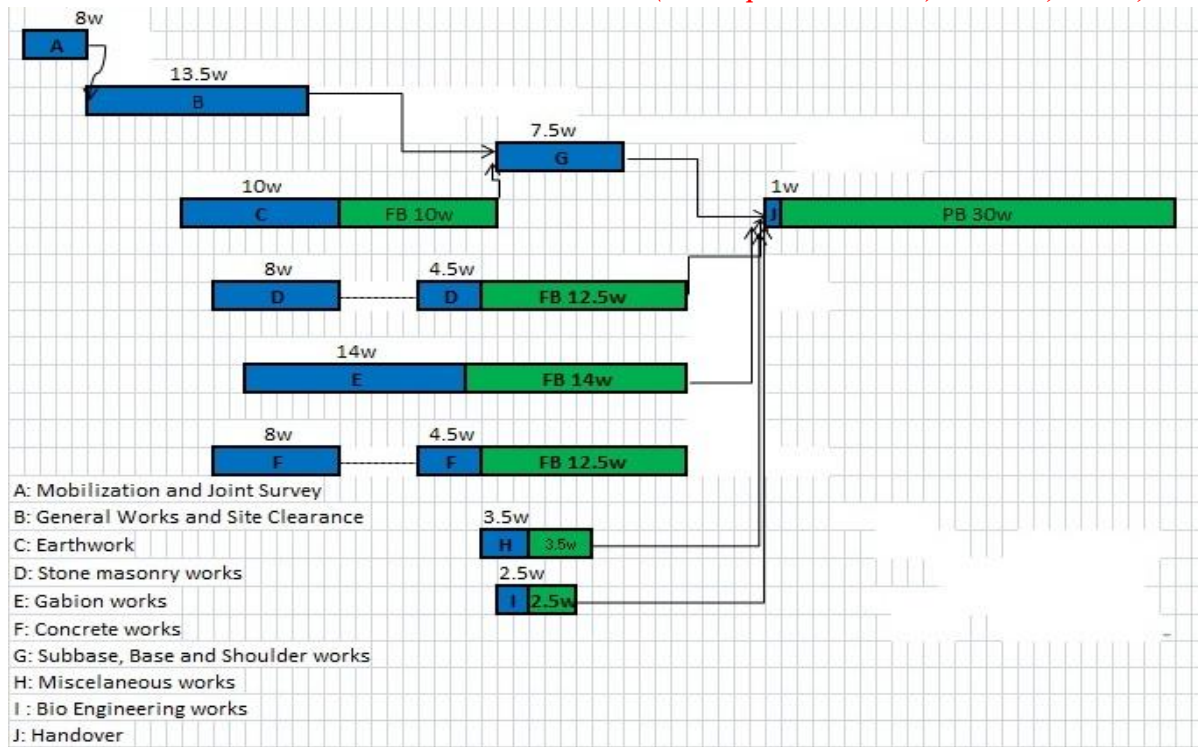 8w
A
13.5w
B
7.5w
G
10w
C FB 10w
1w
J PB 30w
8w 4.5w
D D FB 12.5w
14w
E FB 14w
8w 4.5w
F F FB 12.5w
A: Mobilization and Joint Survey
B: General Works and Site Clearance
3.5w
C: Earthwork
H 3.5w
D: Stone masonry works
2.5w
E: Gabion works
I 2.5w
F: Concrete works
G: Subbase, Base and Shoulder works
H: Miscelaneous works
I : Bio Engineering works
J: Handover